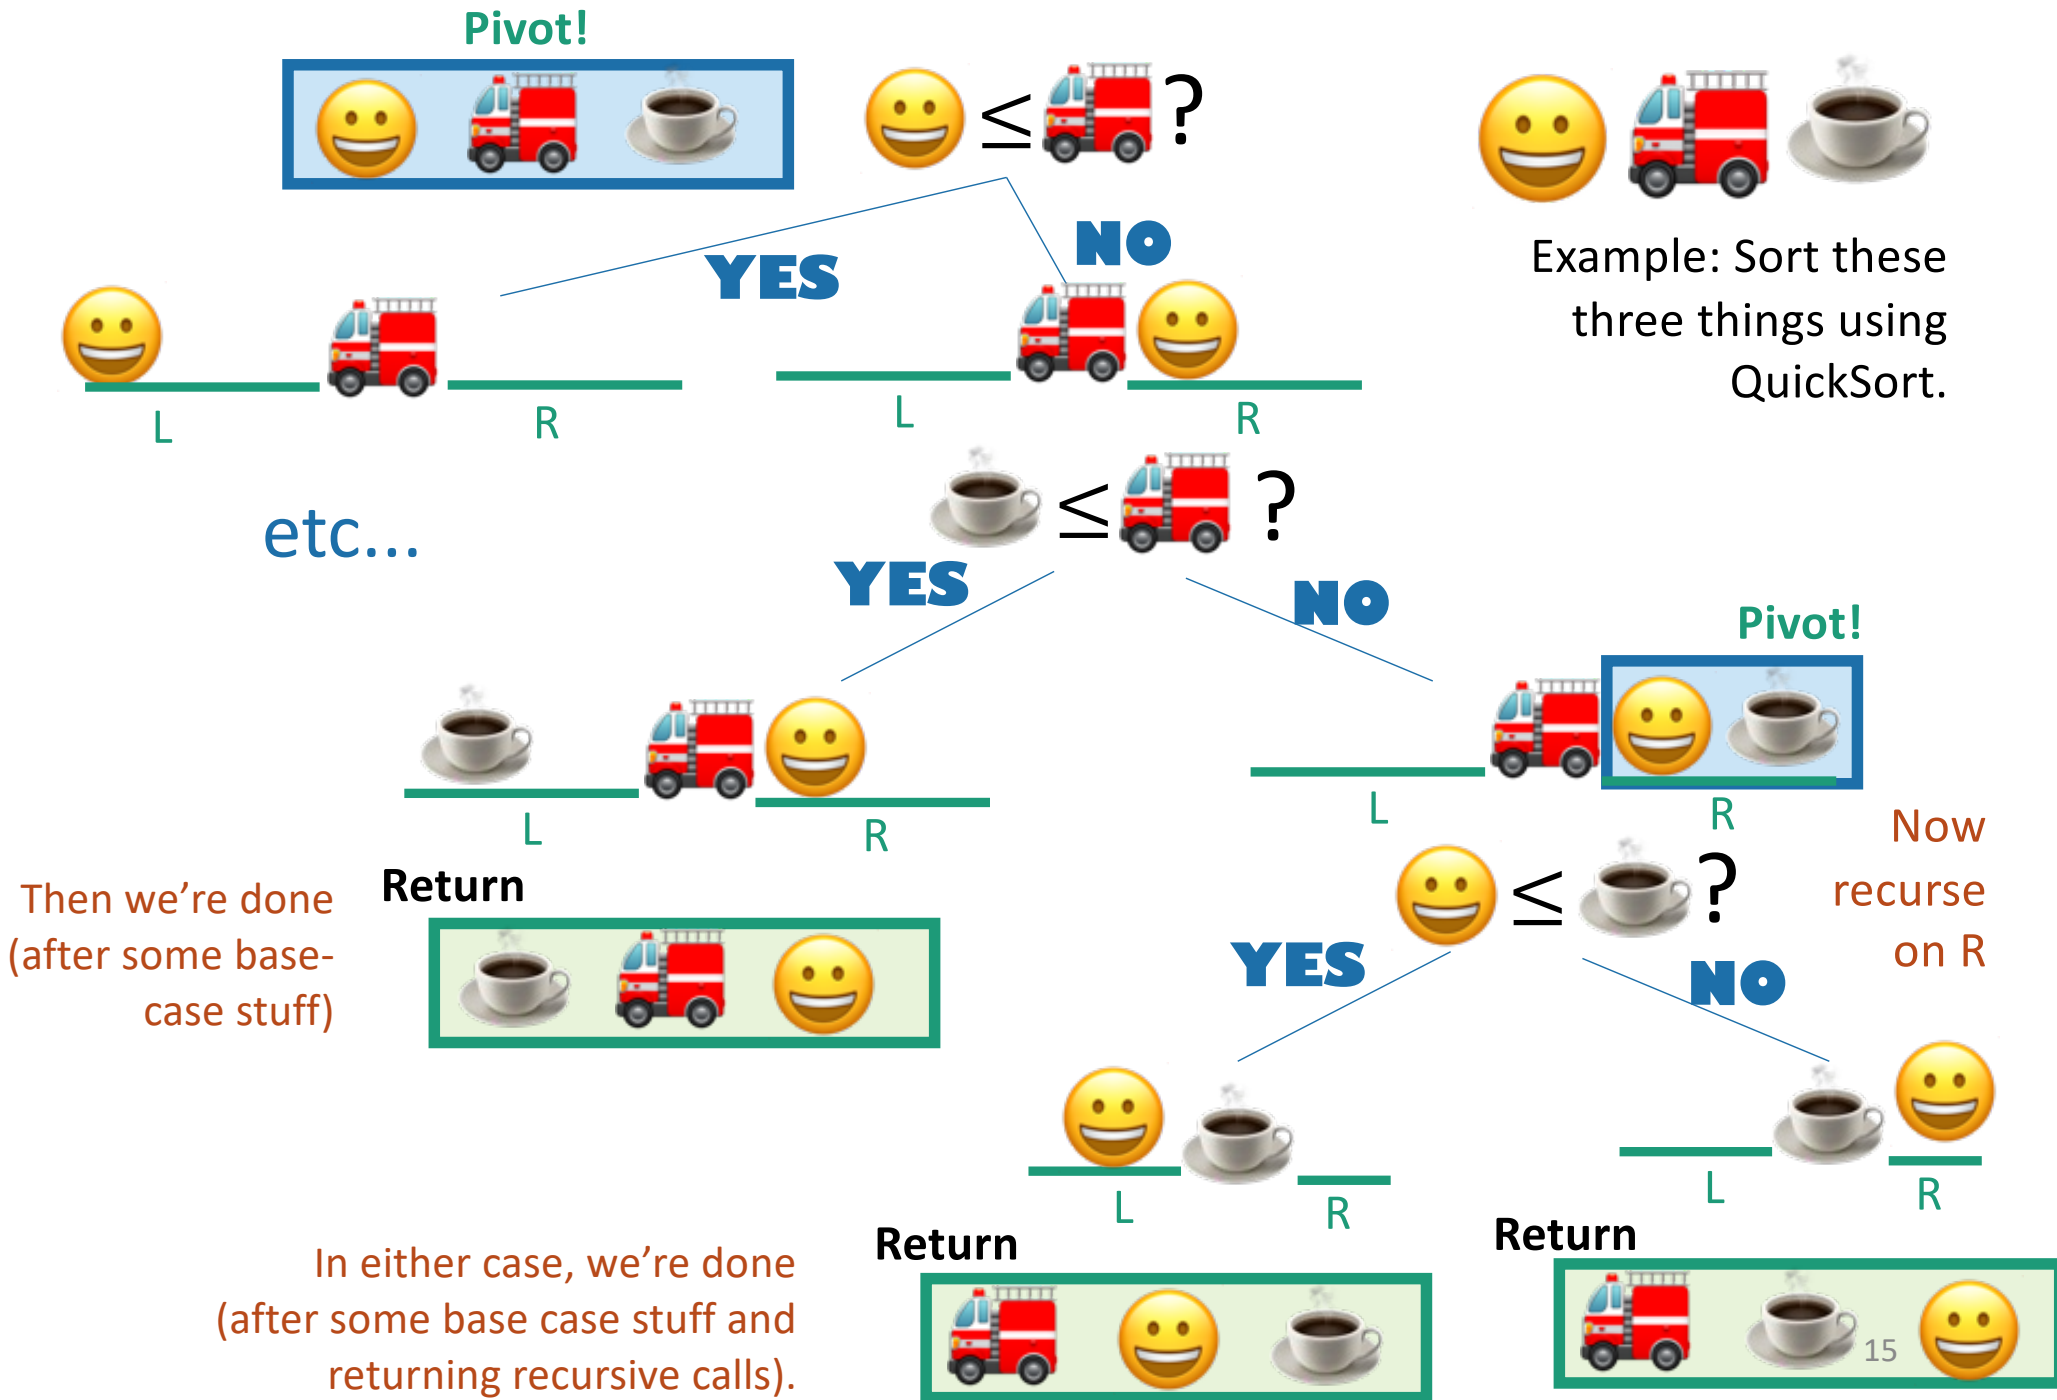 Pivot!
≤ ?
Example: Sort these
three things using
QuickSort.
YES
NO
L
R
L
R
etc...
≤ ?
YES
NO
Pivot!
L
R
L
R
Now
recurse
on R
Then we're done
(after some base-
case stuff)
Return
≤ ?
YES
NO
L
R
L
R
In either case, we're done
(after some base case stuff and
returning recursive calls).
Return
Return
15